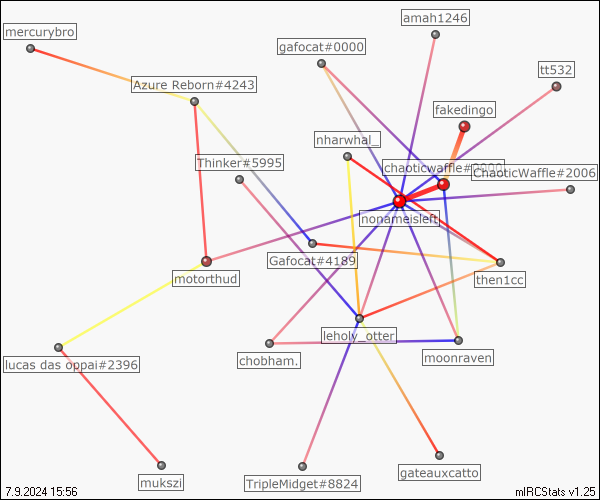 amah1246
mercurybro
gafocat#0000
tt532
Azure Reborn#4243
fakedingo
nharwhal_
Thinker#5995
chaoticwaffle#0900
ChaoticWaffle#2006
nonameisleft
Gafocat#4189
motorthud
then1cc
leholy_otter
chobham.
moonraven
lucas das oppai#2396
gateauxcatto
mukszi
TripleMidget#8824
7.9.2024 15:56
mIRCStats v1.25